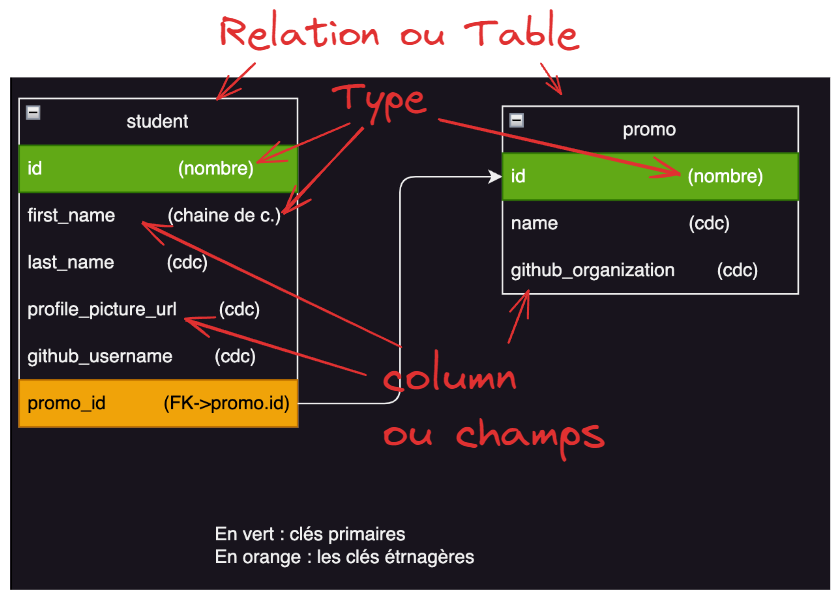 Relation ou Table
Type
student
id (nombre)
first_name (chaine de c.)
last_name (cdc)
profile_picture_url (cdc)
github_username (cdc)
promo_id (FK->promo.id)
promo
id (nombre)
name (cdc)
github_organization (cdc)
column
ou champs
En vert : clés primaires
En orange : les clés étrnagères